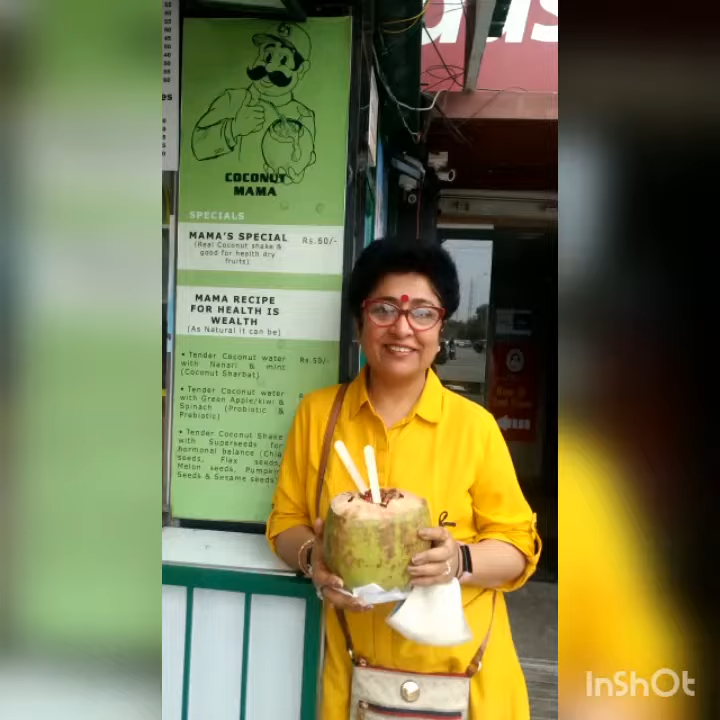 COCONUT
MAMA
SPECIALS
MAMA'S SPECIAL Rs.60/-
(Real Coconut shake &
good for health dry
fruits)
MAMA RECIPE
FOR HEALTH IS
WEALTH
(As Natural it can be)
• Tender Coconut water Rs.50/-
with Nanari & mint
(Coconut Sharbat)
• Tender Coconut water
with Green Apple/kiwi &
Spinach (Probiotic &
Prebiotic)
• Tender Coconut Shake
with Superseeds for
hormonal balance (Chia
seeds, Flax seeds,
Melon seeds, Pumpkin
Seeds & Sesame seeds)
InShOt